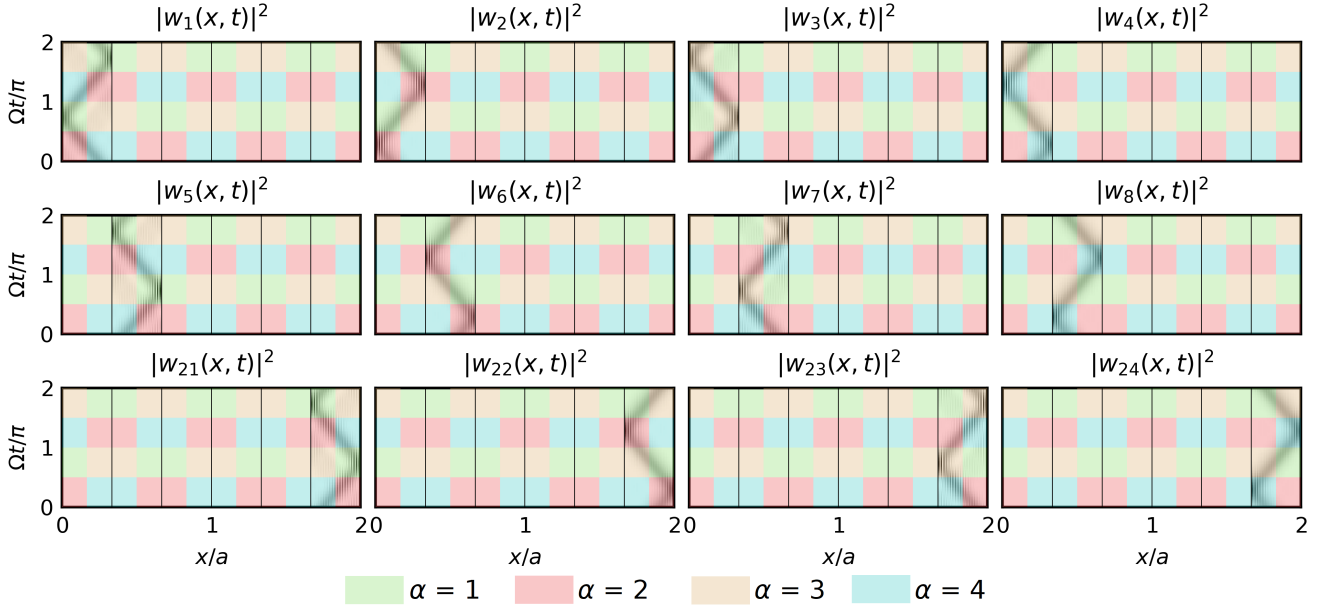 |w₁(x, t)|² |w₂(x, t)|² |w₃(x, t)|² |w₄(x, t)|²
2
Ωt/π 1
0
|w₅(x, t)|² |w₆(x, t)|² |w₇(x, t)|² |w₈(x, t)|²
2
Ωt/π 1
0
|w₂₁(x, t)|² |w₂₂(x, t)|² |w₂₃(x, t)|² |w₂₄(x, t)|²
2
Ωt/π 1
0
0 1 20 1 20 1 20 1 2
x/a x/a x/a x/a
α = 1 α = 2 α = 3 α = 4